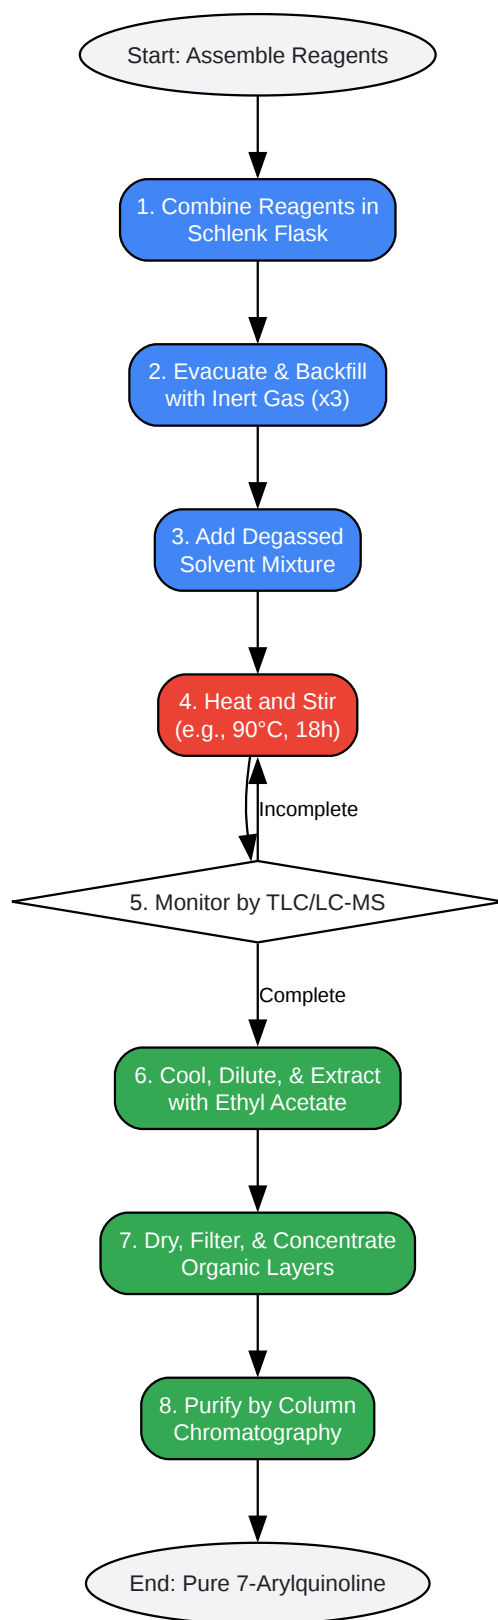 Start: Assemble Reagents
1. Combine Reagents in
Schlenk Flask
2. Evacuate & Backfill
with Inert Gas (x3)
3. Add Degassed
Solvent Mixture
4. Heat and Stir
(e.g., 90°C, 18h)
Incomplete
5. Monitor by TLC/LC-MS
Complete
6. Cool, Dilute, & Extract
with Ethyl Acetate
7. Dry, Filter, & Concentrate
Organic Layers
8. Purify by Column
Chromatography
End: Pure 7-Arylquinoline